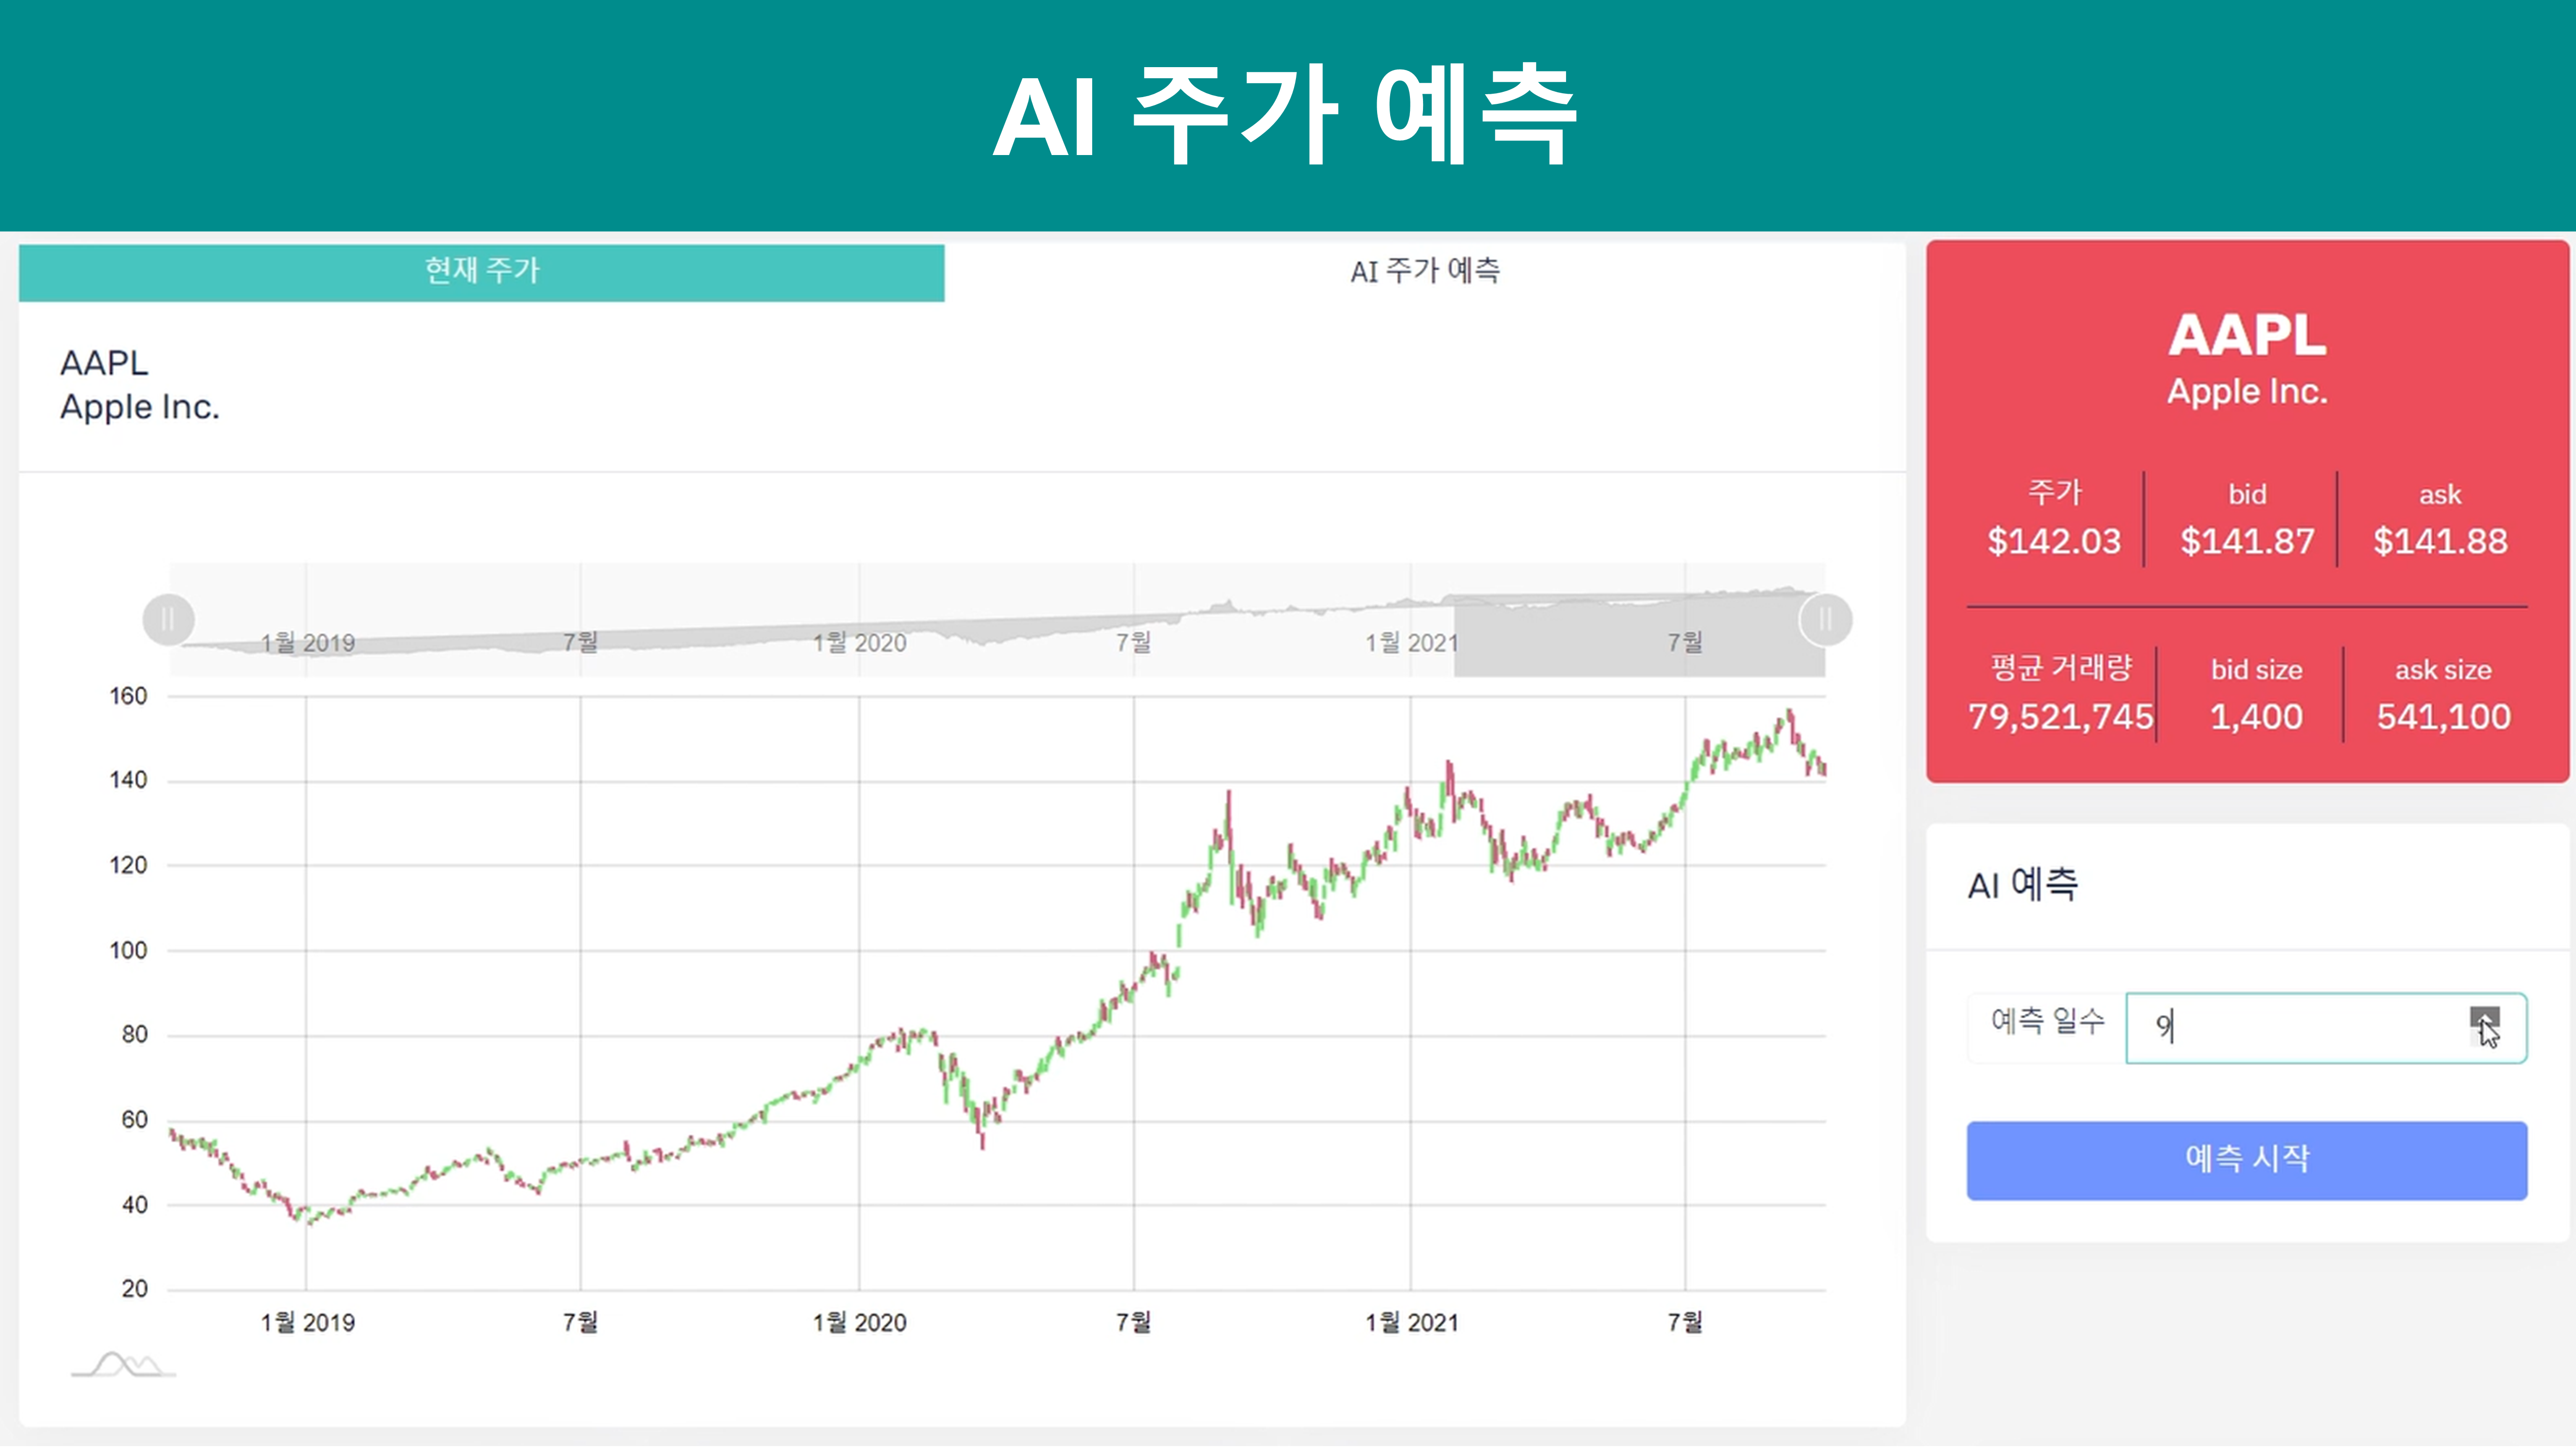 AI 주가 예측
현재 주가
AI 주가 예측
AAPL
Apple Inc.
1월 2019
7월
1월 2020
7월
1월 2021
7월
160
140
120
100
80
60
40
20
1월 2019
7월
1월 2020
7월
1월 2021
7월
AAPL
Apple Inc.
주가
bid
ask
$142.03
$141.87
$141.88
평균 거래량
bid size
ask size
79,521,745
1,400
541,100
AI 예측
예측 일수
9
예측 시작